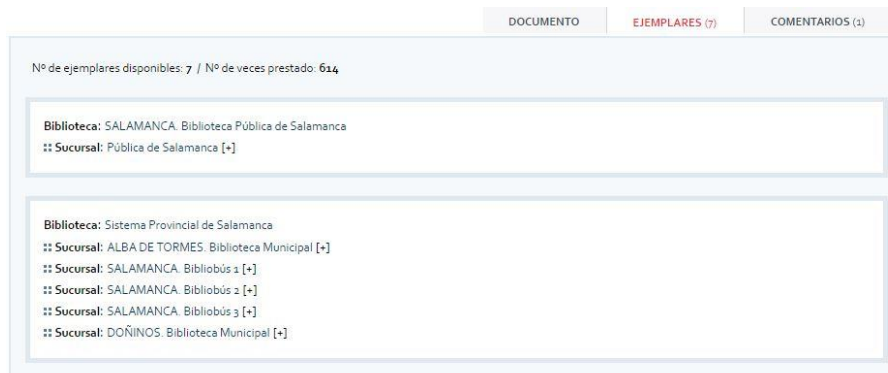 DOCUMENTO EJEMPLARES (7) COMENTARIOS (1)
Nº de ejemplares disponibles: 7 / Nº de veces prestado: 614
Biblioteca: SALAMANCA. Biblioteca Pública de Salamanca
Sucursal: Pública de Salamanca [+]
Biblioteca: Sistema Provincial de Salamanca
Sucursal: ALBA DE TORMES. Biblioteca Municipal [+]
Sucursal: SALAMANCA. Bibliobús 1 [+]
Sucursal: SALAMANCA. Bibliobús 2 [+]
Sucursal: SALAMANCA. Bibliobús 3 [+]
Sucursal: DOÑINOS. Biblioteca Municipal [+]